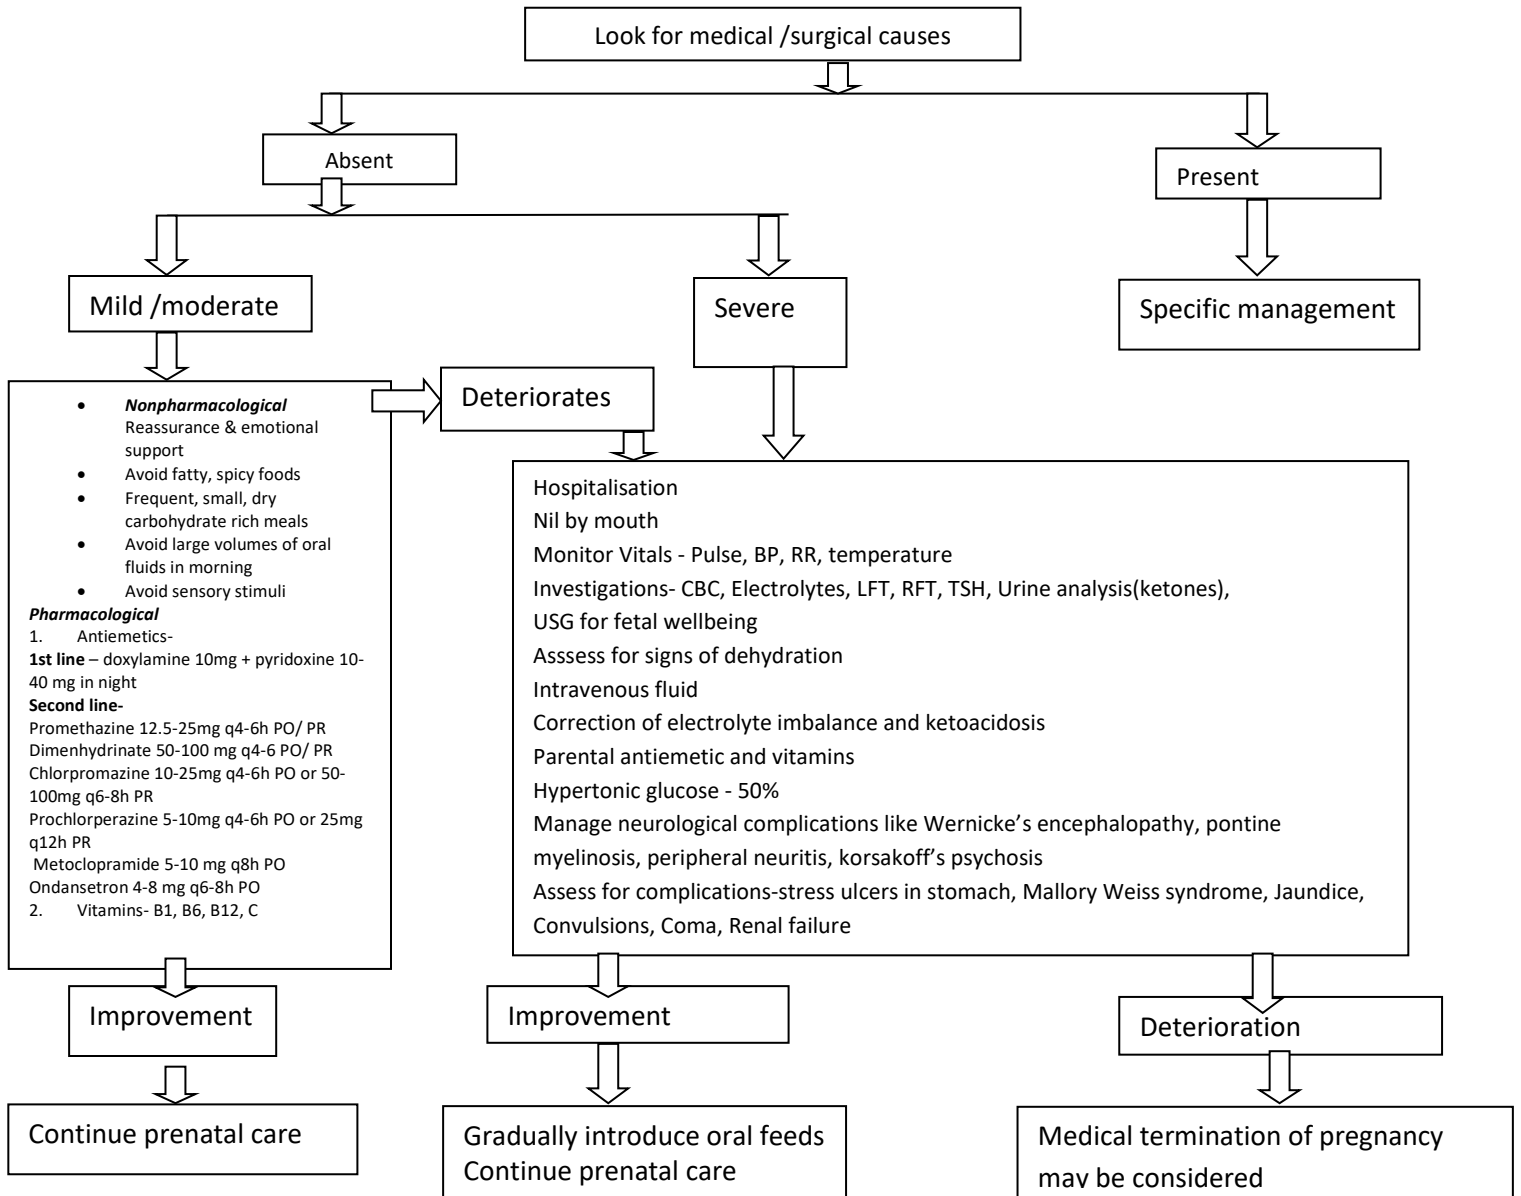 Look for medical /surgical causes
Absent
Present
Mild /moderate
Severe
Specific management
Deteriorates
• Nonpharmacological
Reassurance & emotional
support
• Avoid fatty, spicy foods
• Frequent, small, dry
carbohydrate rich meals
• Avoid large volumes of oral
fluids in morning
• Avoid sensory stimuli
Pharmacological
1. Antiemetics-
1st line – doxylamine 10mg + pyridoxine 10-
40 mg in night
Second line-
Promethazine 12.5-25mg q4-6h PO/ PR
Dimenhydrinate 50-100 mg q4-6 PO/ PR
Chlorpromazine 10-25mg q4-6h PO or 50-
100mg q6-8h PR
Prochlorperazine 5-10mg q4-6h PO or 25mg
q12h PR
Metoclopramide 5-10 mg q8h PO
Ondansetron 4-8 mg q6-8h PO
2. Vitamins- B1, B6, B12, C
Hospitalisation
Nil by mouth
Monitor Vitals - Pulse, BP, RR, temperature
Investigations- CBC, Electrolytes, LFT, RFT, TSH, Urine analysis(ketones),
USG for fetal wellbeing
Asssess for signs of dehydration
Intravenous fluid
Correction of electrolyte imbalance and ketoacidosis
Parental antiemetic and vitamins
Hypertonic glucose - 50%
Manage neurological complications like Wernicke’s encephalopathy, pontine
myelinosis, peripheral neuritis, korsakoff’s psychosis
Assess for complications-stress ulcers in stomach, Mallory Weiss syndrome, Jaundice,
Convulsions, Coma, Renal failure
Improvement
Improvement
Deterioration
Continue prenatal care
Gradually introduce oral feeds
Continue prenatal care
Medical termination of pregnancy
may be considered